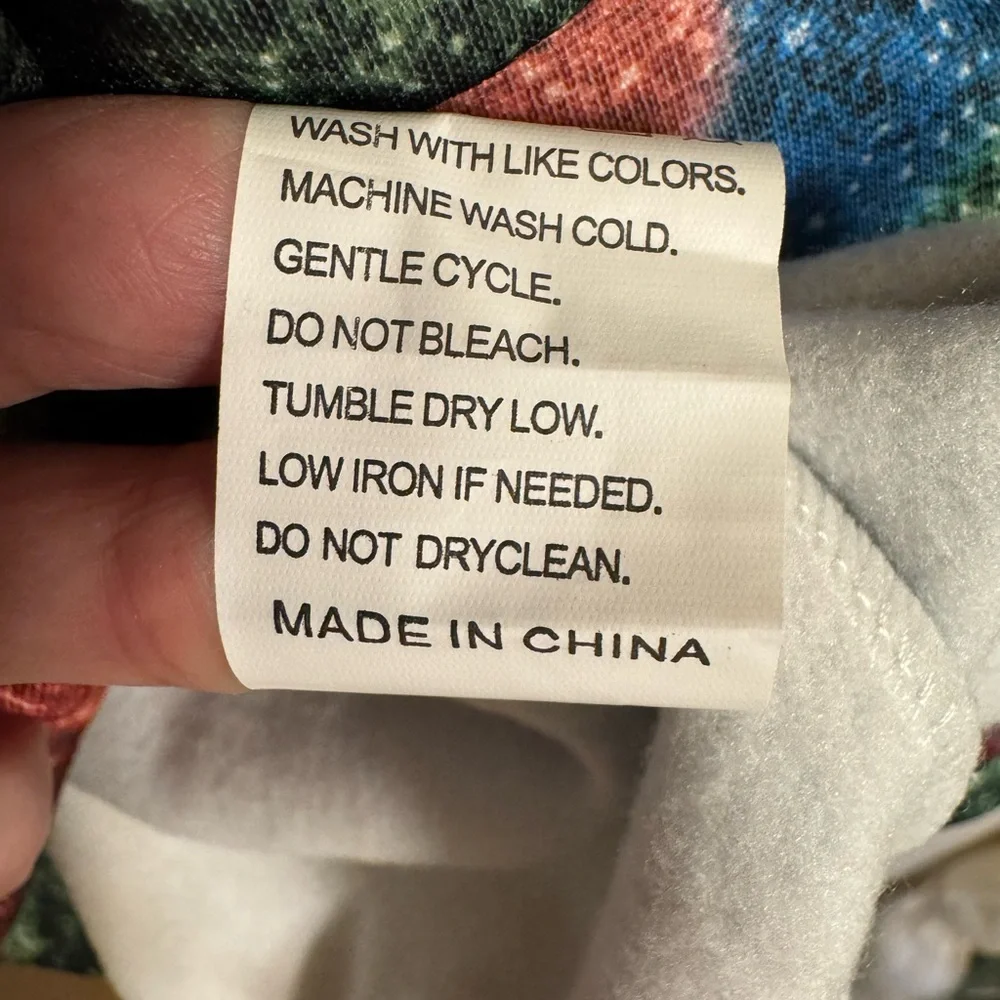 WASH WITH LIKE COLORS.
MACHINE WASH COLD.
GENTLE CYCLE.
DO NOT BLEACH.
TUMBLE DRY LOW.
LOW IRON IF NEEDED.
DO NOT DRYCLEAN.
MADE IN CHINA